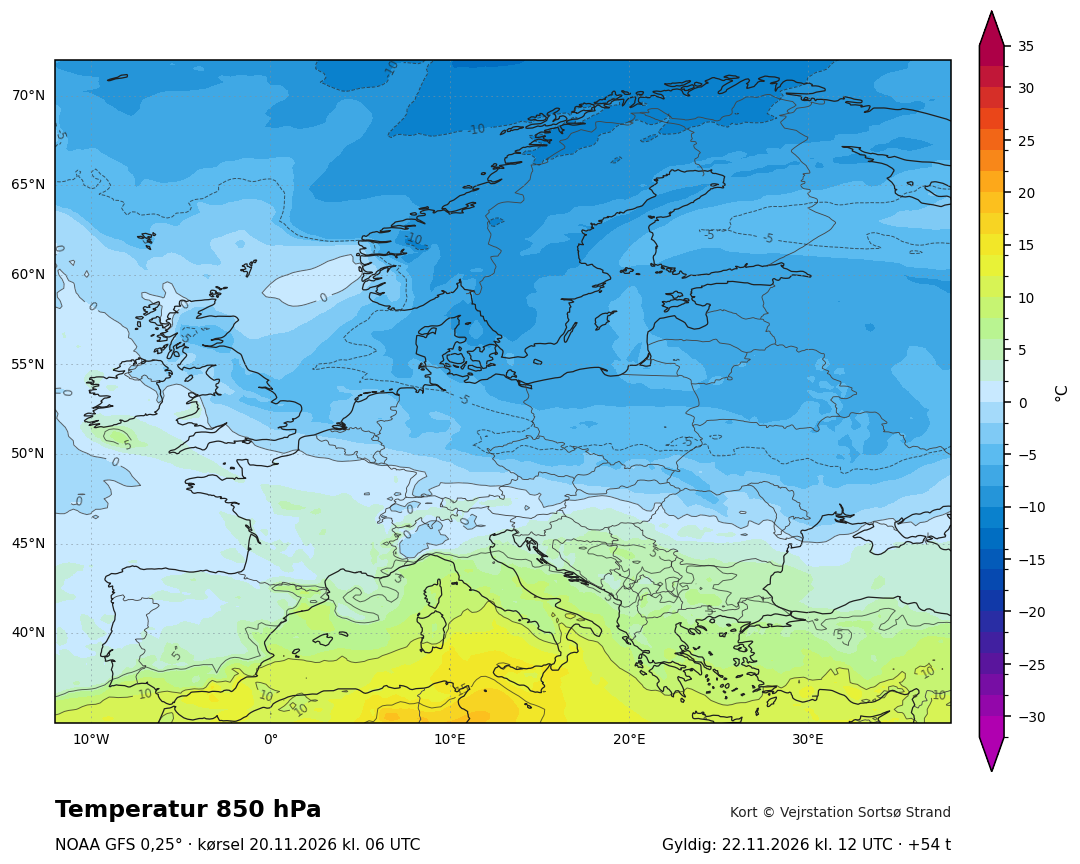 70°N
65°N
60°N
55°N
50°N
45°N
40°N
10°W
0°
10°E
20°E
30°E
35
30
25
20
15
10
5
0
−5
−10
−15
−20
−25
−30
°C
Temperatur 850 hPa
Kort © Vejrstation Sortsø Strand
NOAA GFS 0,25° · kørsel 20.11.2026 kl. 06 UTC
Gyldig: 22.11.2026 kl. 12 UTC · +54 t